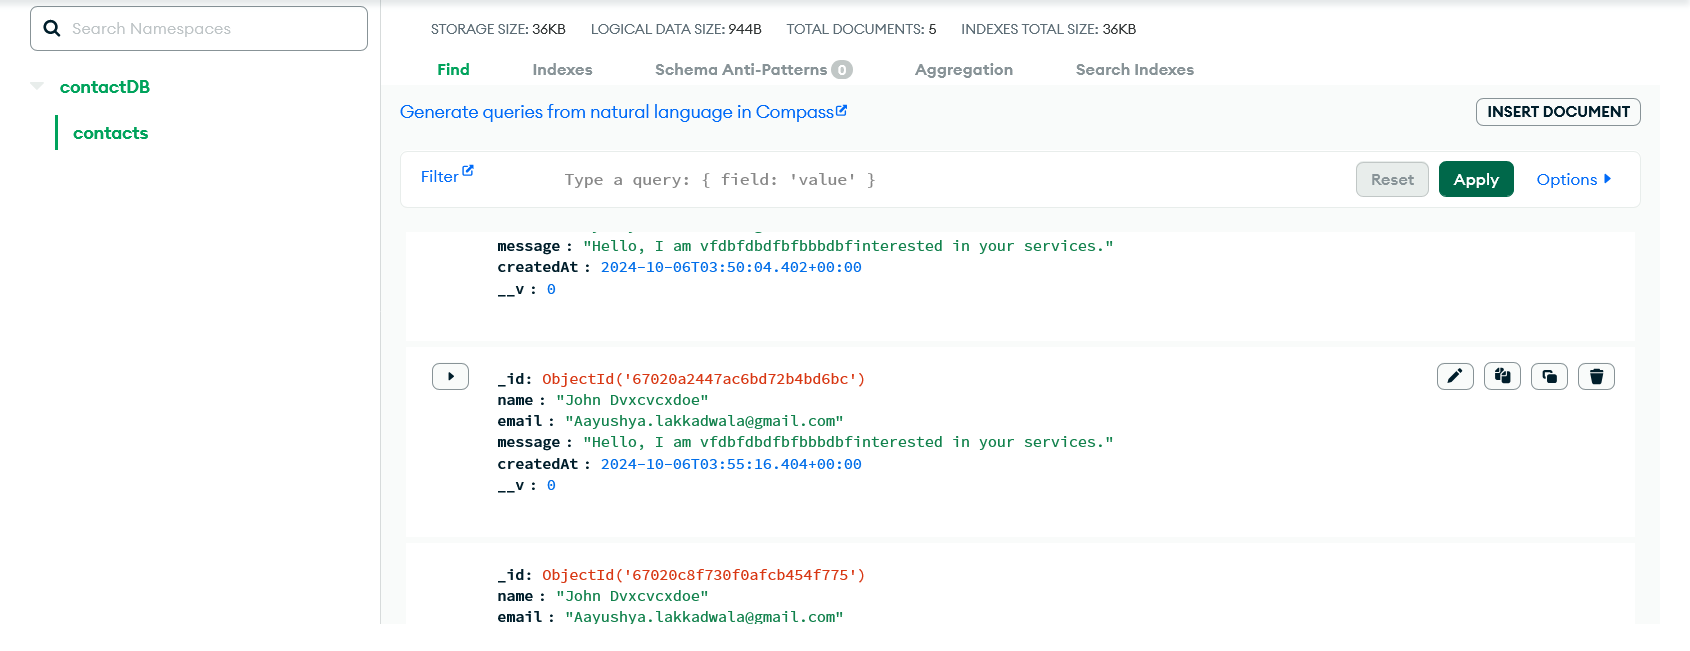 Search Namespaces
contactDB
contacts
STORAGE SIZE: 36KB LOGICAL DATA SIZE: 944B TOTAL DOCUMENTS: 5 INDEXES TOTAL SIZE: 36KB
Find Indexes Schema Anti-Patterns 0 Aggregation Search Indexes
Generate queries from natural language in Compass
INSERT DOCUMENT
Filter Type a query: { field: 'value' } Reset Apply Options
message : "Hello, I am vfdbfdbdfbfbbbdbfinterested in your services."
createdAt : 2024-10-06T03:50:04.402+00:00
__v : 0
_id: ObjectId('67020a2447ac6bd72b4bd6bc')
name : "John Dvxcvcxdoe"
email : "Aayushya.lakkadwala@gmail.com"
message : "Hello, I am vfdbfdbdfbfbbbdbfinterested in your services."
createdAt : 2024-10-06T03:55:16.404+00:00
__v : 0
_id: ObjectId('67020c8f730f0afcb454f775')
name : "John Dvxcvcxdoe"
email : "Aayushya.lakkadwala@gmail.com"